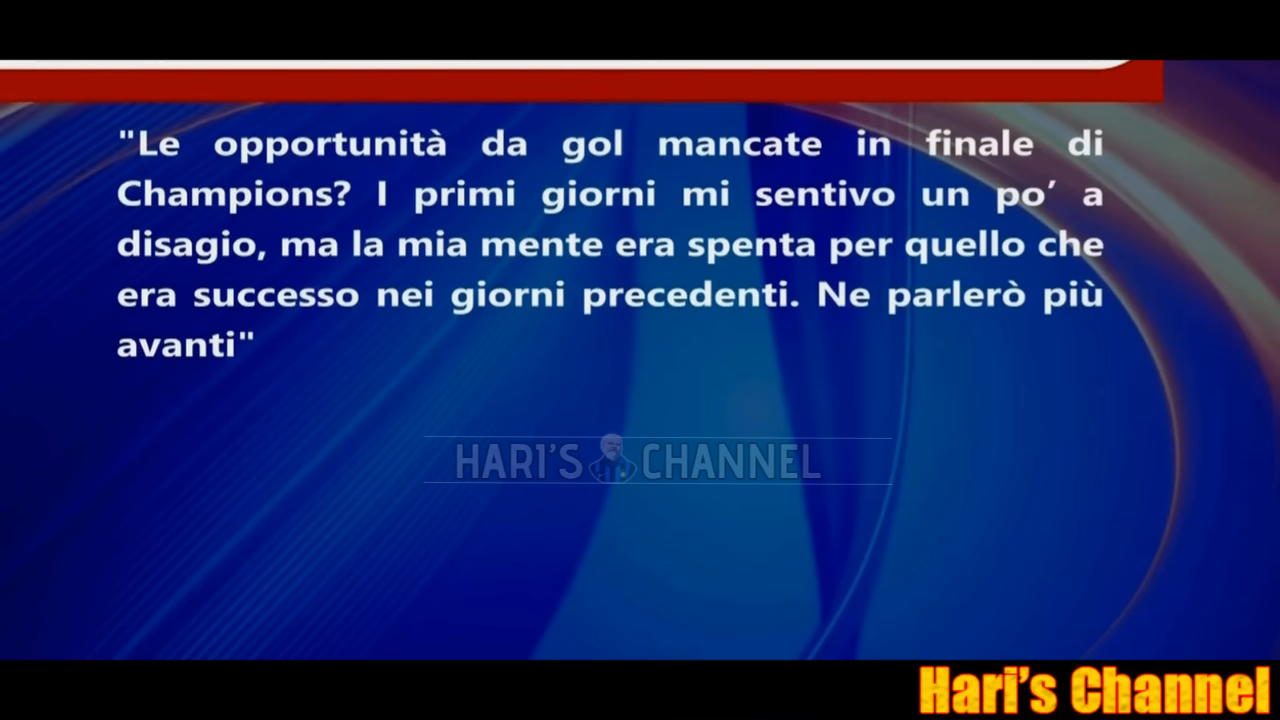 "Le opportunità da gol mancate in finale di
Champions? I primi giorni mi sentivo un po’ a
disagio, ma la mia mente era spenta per quello che
era successo nei giorni precedenti. Ne parlerò più
avanti"
HARI'S CHANNEL
Hari's Channel